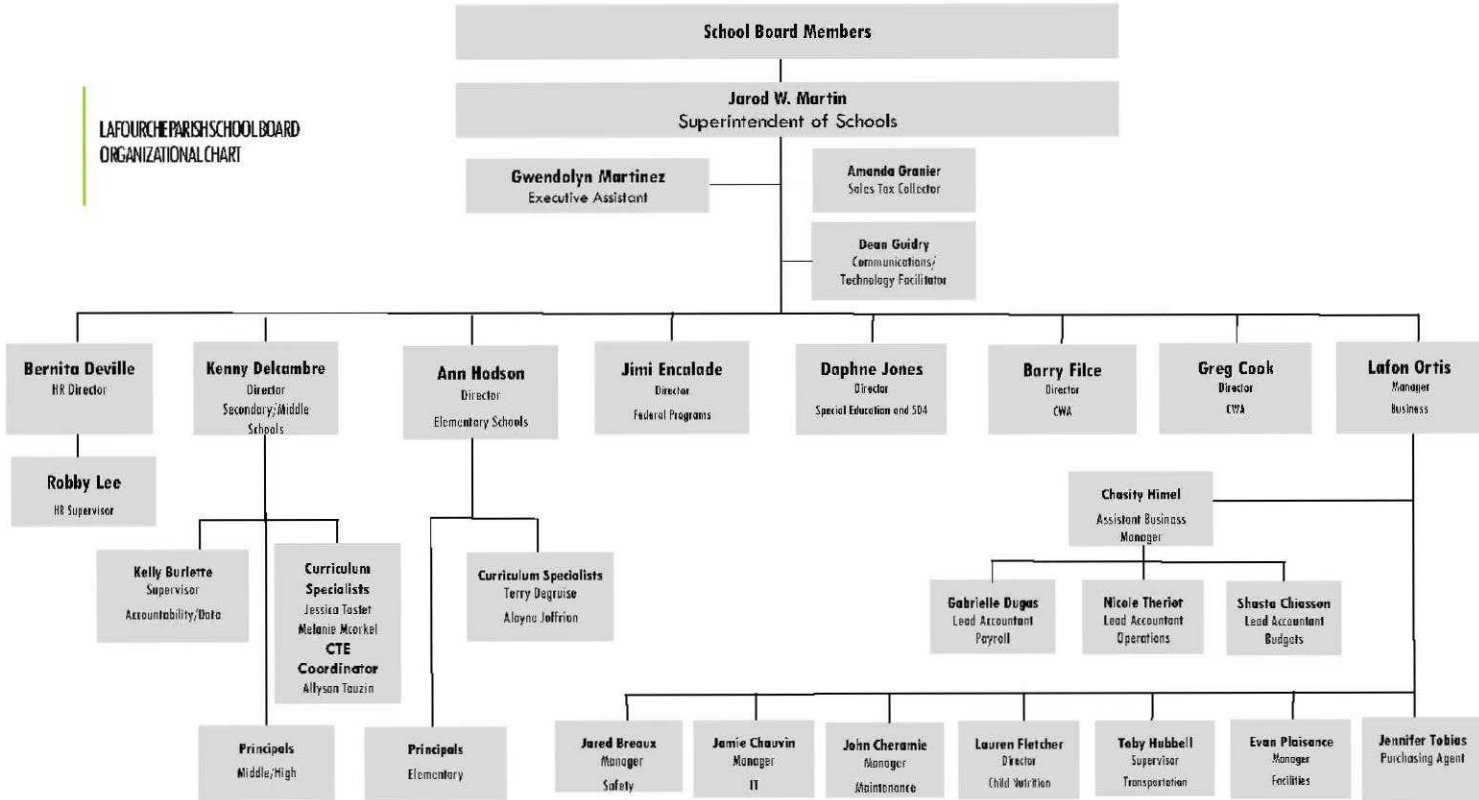 School Board Members
Jarod W. Martin
Superintendent of Schools
LAFOURCHE PARISH SCHOOL BOARD
ORGANIZATIONAL CHART
Gwendolyn Martinez
Executive Assistant
Amanda Granier
Sales Tax Collector
Dean Guidry
Communications/
Technology Facilitator
Bernita Deville
HR Director
Kenny Delcambre
Director
Secondary/Middle
Schools
Ann Hodson
Director
Elementary Schools
Jimi Encalade
Director
Federal Programs
Daphne Jones
Director
Special Education and 504
Barry Filce
Director
CWA
Greg Cook
Director
CWA
Lafon Ortis
Manager
Business
Robby Lee
HR Supervisor
Chasity Himel
Assistant Business
Manager
Kelly Burlette
Supervisor
Accountability/Data
Curriculum
Specialists
Jessica Tastet
Melanie Mcorkel
CTE
Coordinator
Allyson Tauzin
Curriculum Specialists
Terry Degruise
Alayna Joffrion
Gabrielle Dugas
Lead Accountant
Payroll
Nicole Theriot
Lead Accountant
Operations
Shasta Chiasson
Lead Accountant
Budgets
Principals
Middle/High
Principals
Elementary
Jared Breaux
Manager
Safety
Jamie Chauvin
Manager
IT
John Cheramie
Manager
Maintenance
Lauren Fletcher
Director
Child Nutrition
Toby Hubbell
Supervisor
Transportation
Evan Plaisance
Manager
Facilities
Jennifer Tobias
Purchasing Agent